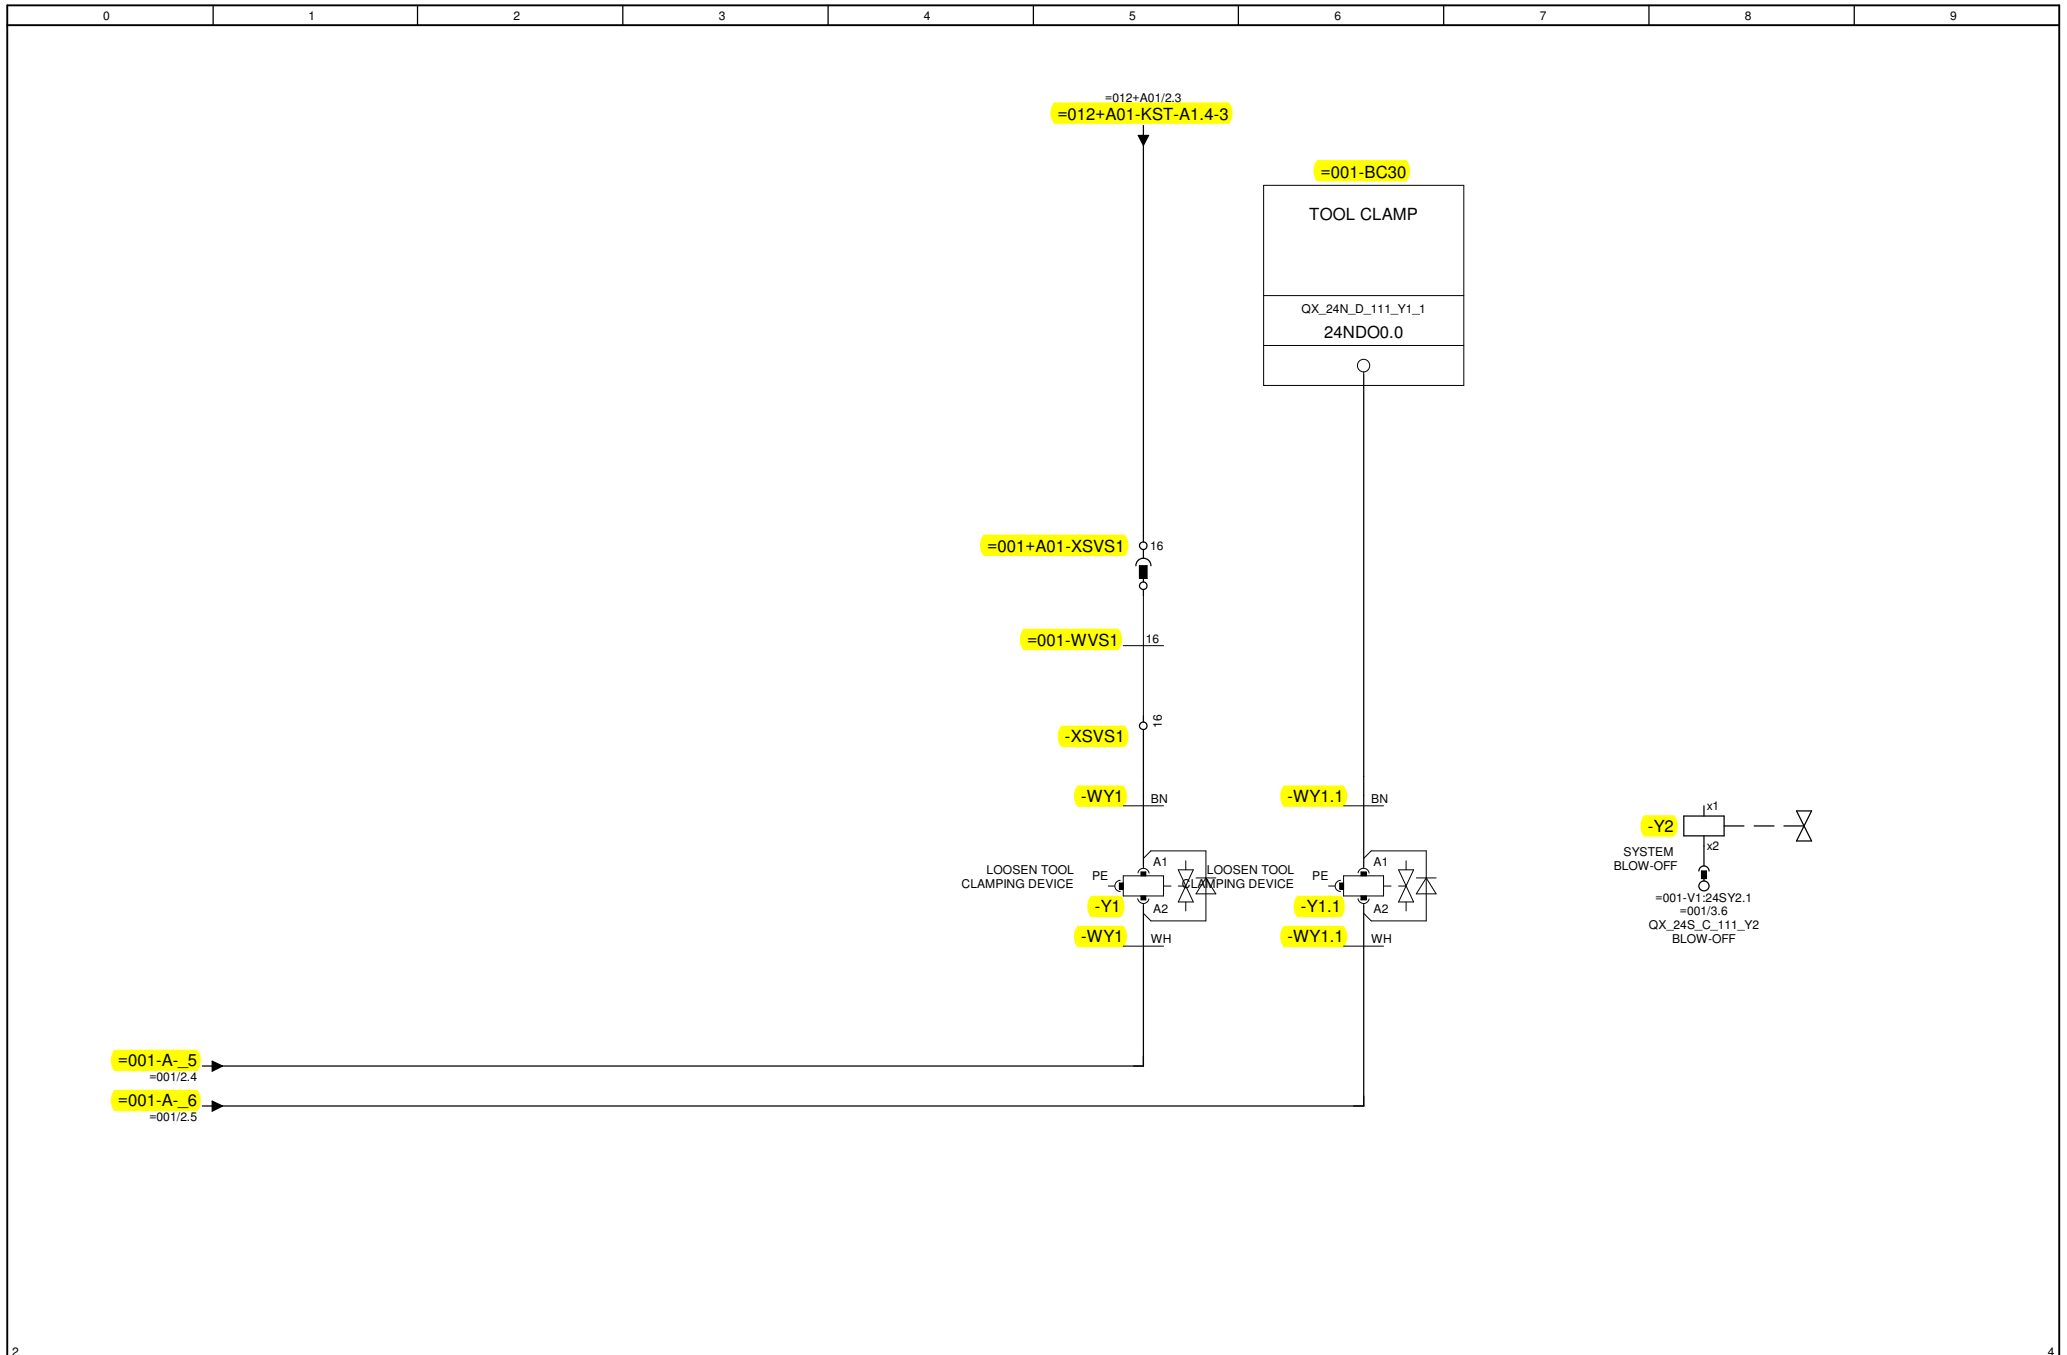 0 1 2 3 4 5 6 7 8 9
=012+A01/2.3
=012+A01-KST-A1.4-3
=001-BC30
TOOL CLAMP
QX_24N_D_111_Y1_1
24NDO0.0
=001+A01-XSVS1 16
=001-WVS1 16
-XSVS1 16
-WY1 BN
-WY1.1 BN
LOOSEN TOOL
CLAMPING DEVICE
PE
A1
A2
-Y1
-WY1 WH
LOOSEN TOOL
CLAMPING DEVICE
PE
A1
A2
-Y1.1
-WY1.1 WH
x1
-Y2
x2
SYSTEM
BLOW-OFF
=001-V1:24SY2.1
=001/3.6
QX_24S_C_111_Y2
BLOW-OFF
=001-A-_5
=001/2.4
=001-A-_6
=001/2.5
2 4